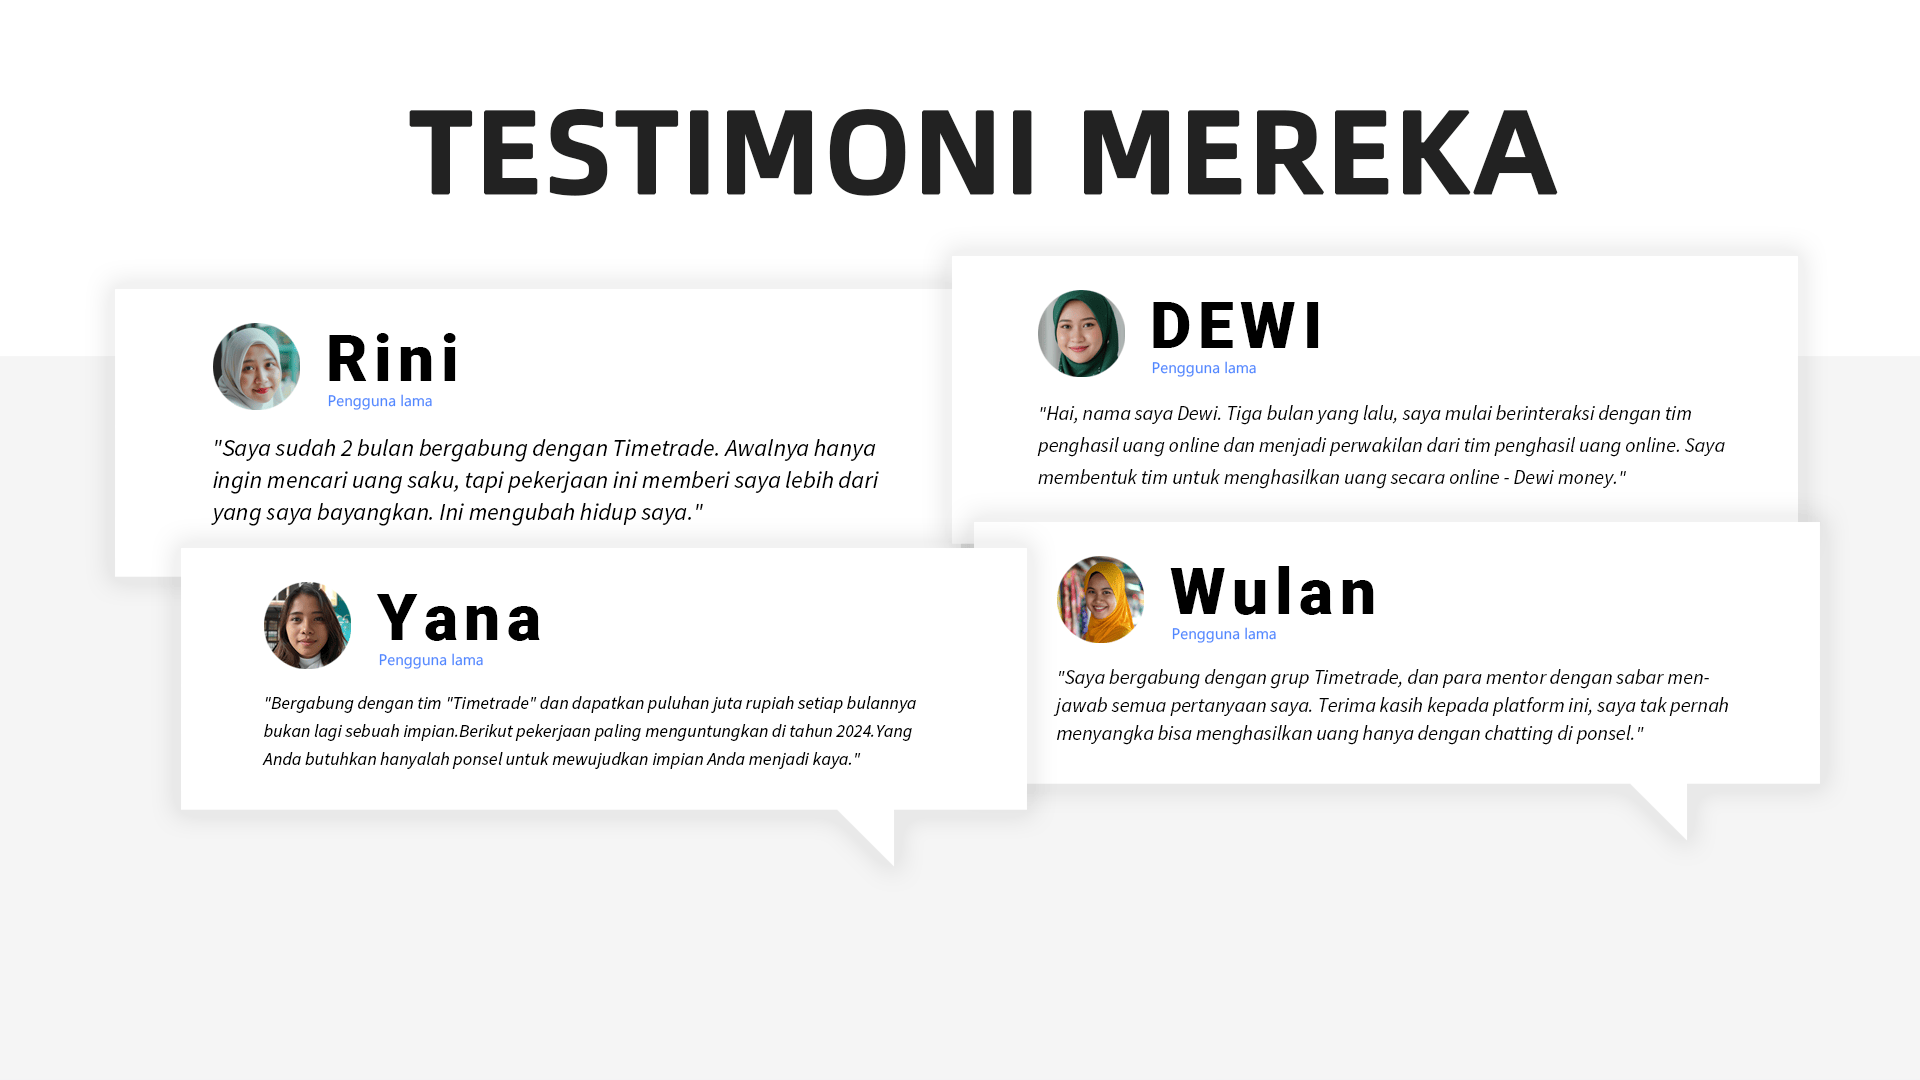 TESTIMONI MEREKA
Rini
Pengguna lama
"Saya sudah 2 bulan bergabung dengan Timetrade. Awalnya hanya
ingin mencari uang saku, tapi pekerjaan ini memberi saya lebih dari
yang saya bayangkan. Ini mengubah hidup saya."
DEWI
Pengguna lama
"Hai, nama saya Dewi. Tiga bulan yang lalu, saya mulai berinteraksi dengan tim
penghasil uang online dan menjadi perwakilan dari tim penghasil uang online. Saya
membentuk tim untuk menghasilkan uang secara online - Dewi money."
Yana
Pengguna lama
"Bergabung dengan tim "Timetrade" dan dapatkan puluhan juta rupiah setiap bulannya
bukan lagi sebuah impian.Berikut pekerjaan paling menguntungkan di tahun 2024.Yang
Anda butuhkan hanyalah ponsel untuk mewujudkan impian Anda menjadi kaya."
Wulan
Pengguna lama
"Saya bergabung dengan grup Timetrade, dan para mentor dengan sabar men-
jawab semua pertanyaan saya. Terima kasih kepada platform ini, saya tak pernah
menyangka bisa menghasilkan uang hanya dengan chatting di ponsel."